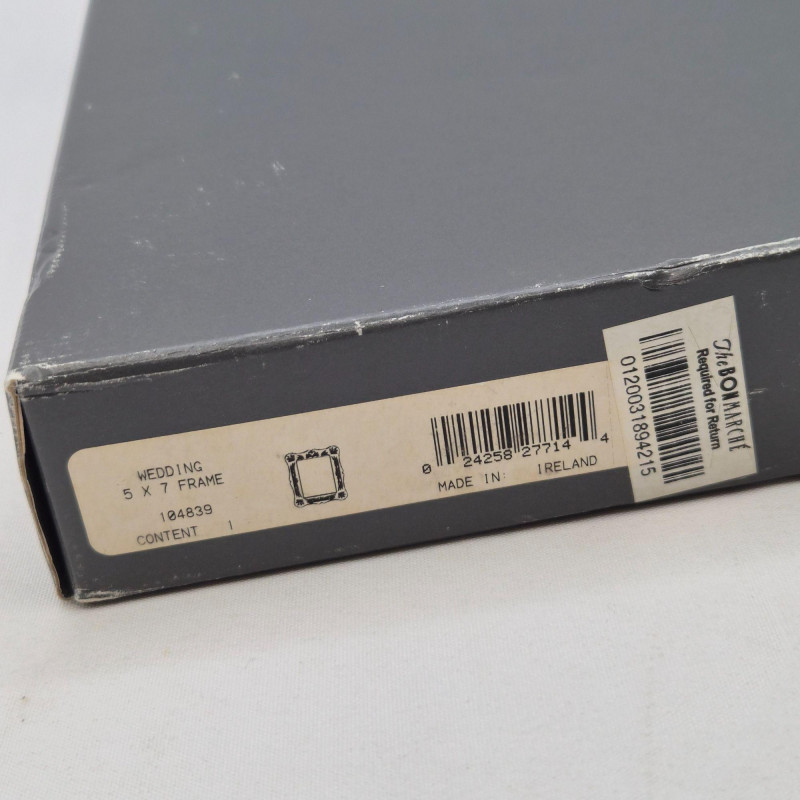 WEDDING
5 X 7 FRAME
104839
CONTENT 1
0 24258 27714 4
MADE IN: IRELAND
The BON MARCHÉ
Required for Return
0120031894215